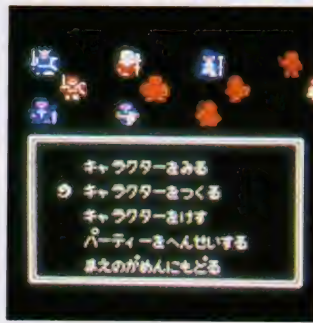 キャラクターをみる
キャラクターをつくる
キャラクターをけす
パーティーをへんせいする
まえのがめんにもどる